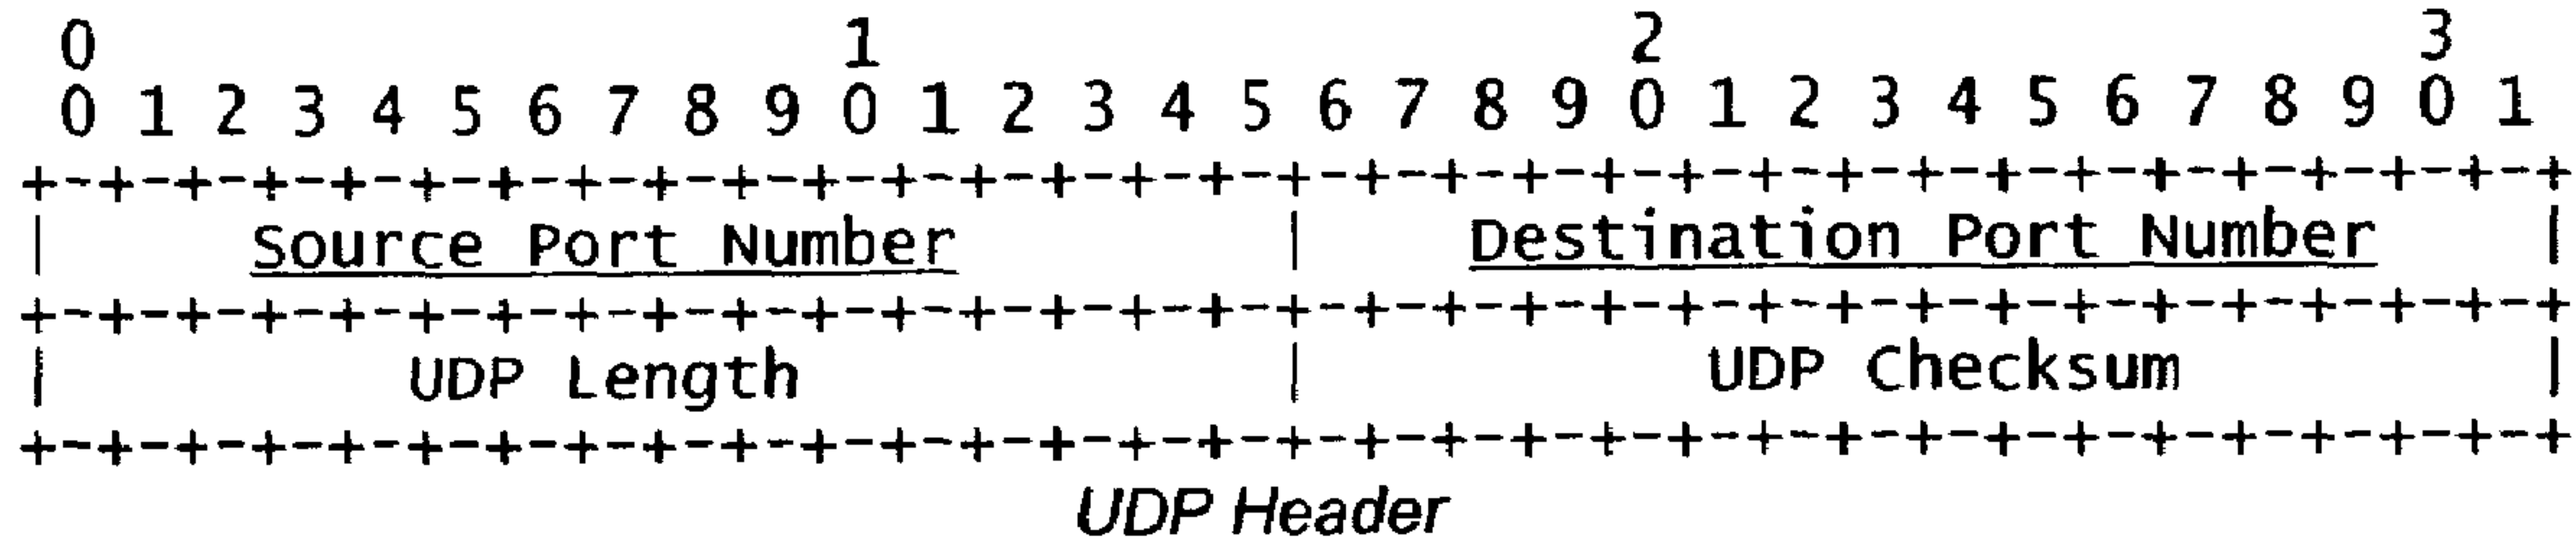 0                   1                   2                   3
0 1 2 3 4 5 6 7 8 9 0 1 2 3 4 5 6 7 8 9 0 1 2 3 4 5 6 7 8 9 0 1
+-+-+-+-+-+-+-+-+-+-+-+-+-+-+-+-+-+-+-+-+-+-+-+-+-+-+-+-+-+-+-+-+
| Source Port Number | Destination Port Number |
+-+-+-+-+-+-+-+-+-+-+-+-+-+-+-+-+-+-+-+-+-+-+-+-+-+-+-+-+-+-+-+-+
| UDP Length | UDP Checksum |
+-+-+-+-+-+-+-+-+-+-+-+-+-+-+-+-+-+-+-+-+-+-+-+-+-+-+-+-+-+-+-+-+
UDP Header